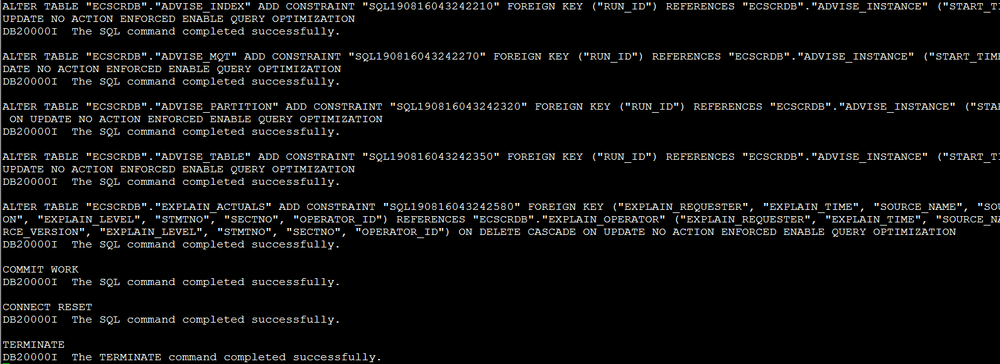 ALTER TABLE "ECSCRDB"."ADVISE_INDEX" ADD CONSTRAINT "SQL190816043242210" FOREIGN KEY ("RUN_ID") REFERENCES "ECSCRDB"."ADVISE_INSTANCE" ("START_TI
UPDATE NO ACTION ENFORCED ENABLE QUERY OPTIMIZATION
DB20000I  The SQL command completed successfully.
ALTER TABLE "ECSCRDB"."ADVISE_MQT" ADD CONSTRAINT "SQL190816043242270" FOREIGN KEY ("RUN_ID") REFERENCES "ECSCRDB"."ADVISE_INSTANCE" ("START_TIME
DATE NO ACTION ENFORCED ENABLE QUERY OPTIMIZATION
DB20000I  The SQL command completed successfully.
ALTER TABLE "ECSCRDB"."ADVISE_PARTITION" ADD CONSTRAINT "SQL190816043242320" FOREIGN KEY ("RUN_ID") REFERENCES "ECSCRDB"."ADVISE_INSTANCE" ("STA
ON UPDATE NO ACTION ENFORCED ENABLE QUERY OPTIMIZATION
DB20000I  The SQL command completed successfully.
ALTER TABLE "ECSCRDB"."ADVISE_TABLE" ADD CONSTRAINT "SQL190816043242350" FOREIGN KEY ("RUN_ID") REFERENCES "ECSCRDB"."ADVISE_INSTANCE" ("START_TI
UPDATE NO ACTION ENFORCED ENABLE QUERY OPTIMIZATION
DB20000I  The SQL command completed successfully.
ALTER TABLE "ECSCRDB"."EXPLAIN_ACTUALS" ADD CONSTRAINT "SQL190816043242580" FOREIGN KEY ("EXPLAIN_REQUESTER", "EXPLAIN_TIME", "SOURCE_NAME", "SOU
ON", "EXPLAIN_LEVEL", "STMTNO", "SECTNO", "OPERATOR_ID") REFERENCES "ECSCRDB"."EXPLAIN_OPERATOR" ("EXPLAIN_REQUESTER", "EXPLAIN_TIME", "SOURCE_NA
RCE_VERSION", "EXPLAIN_LEVEL", "STMTNO", "SECTNO", "OPERATOR_ID") ON DELETE CASCADE ON UPDATE NO ACTION ENFORCED ENABLE QUERY OPTIMIZATION
DB20000I  The SQL command completed successfully.
COMMIT WORK
DB20000I  The SQL command completed successfully.
CONNECT RESET
DB20000I  The SQL command completed successfully.
TERMINATE
DB20000I  The TERMINATE command completed successfully.